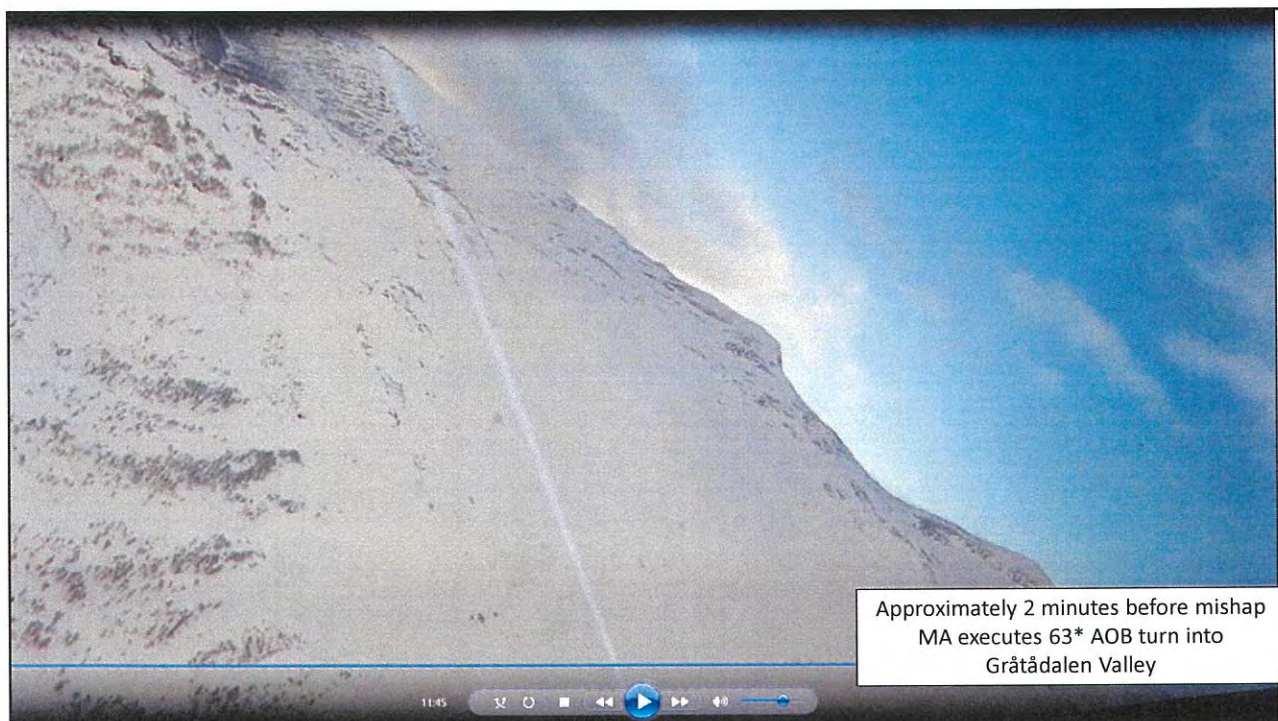 Approximately 2 minutes before mishap
MA executes 63* AOB turn into
Gråtådalen Valley
11:45